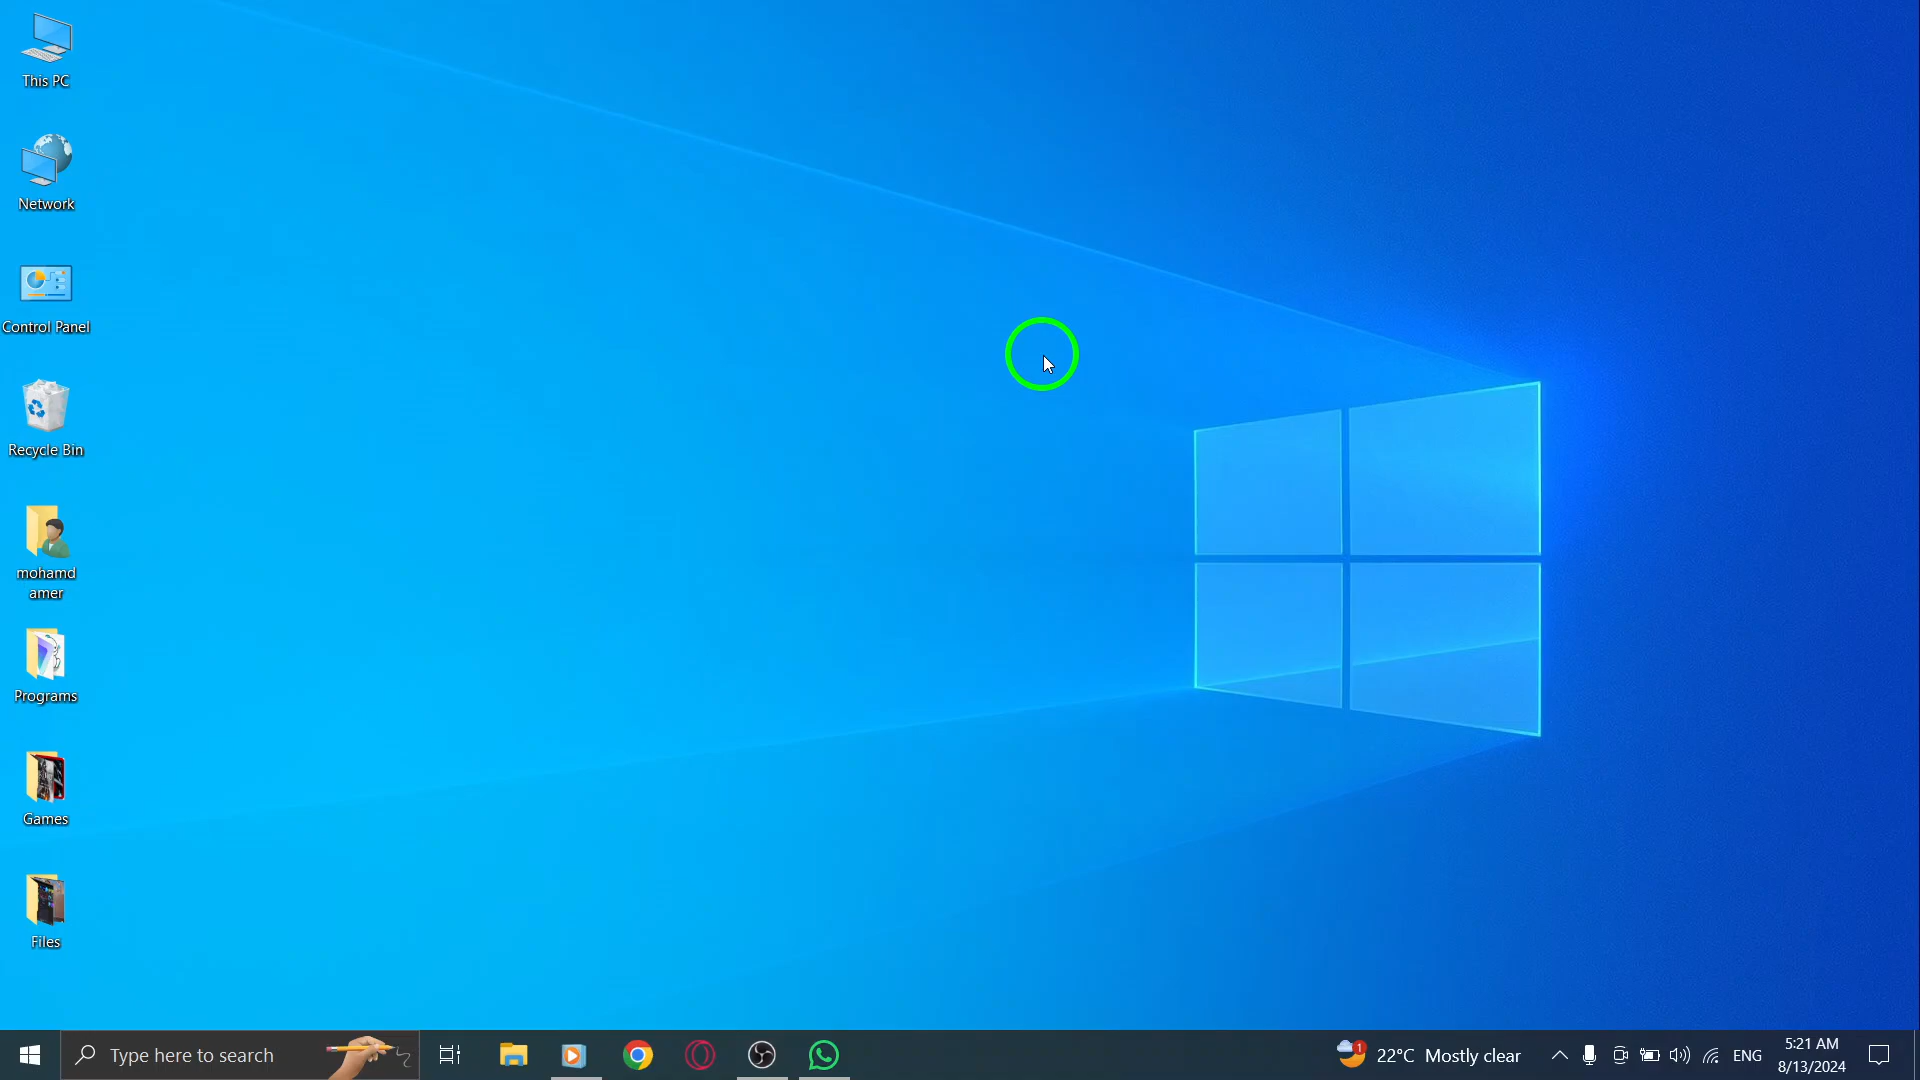 This PC
Network
Control Panel
Recycle Bin
mohamd
amer
Programs
Games
Files
Type here to search
1
22°C Mostly clear
ENG
5:21 AM
8/13/2024